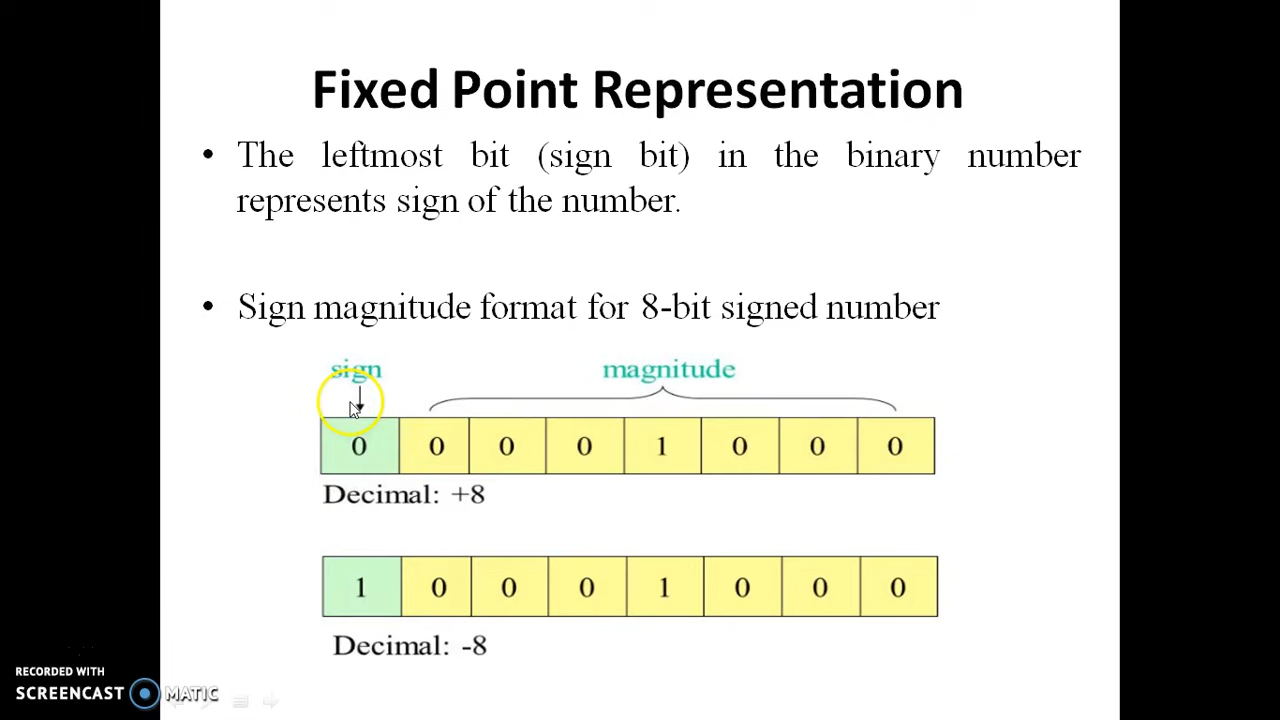 Fixed Point Representation
• The leftmost bit (sign bit) in the binary number
represents sign of the number.
• Sign magnitude format for 8-bit signed number
sign magnitude
0 0 0 0 1 0 0 0
Decimal: +8
1 0 0 0 1 0 0 0
Decimal: -8
RECORDED WITH
SCREENCAST MATIC